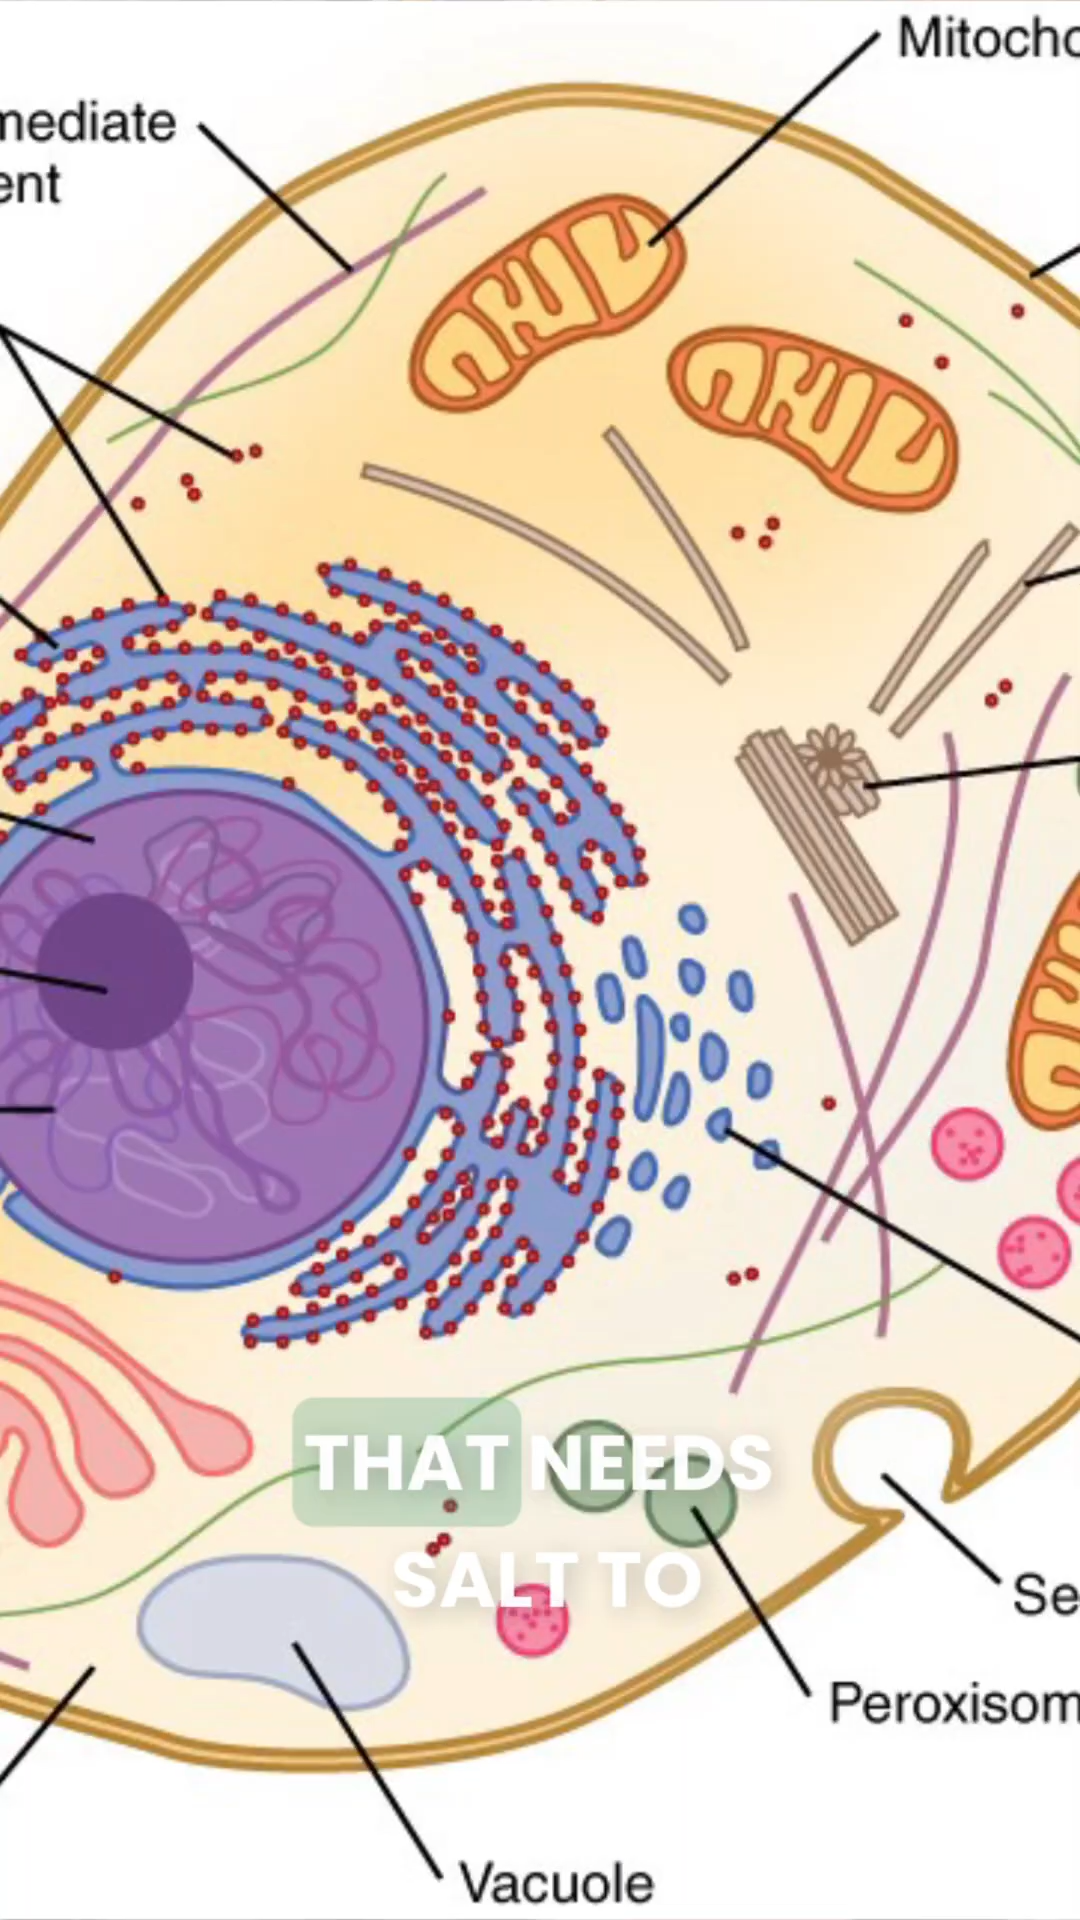 Mitocho
mediate
ent
THAT NEEDS
SALT TO
Se
Peroxisom
Vacuole